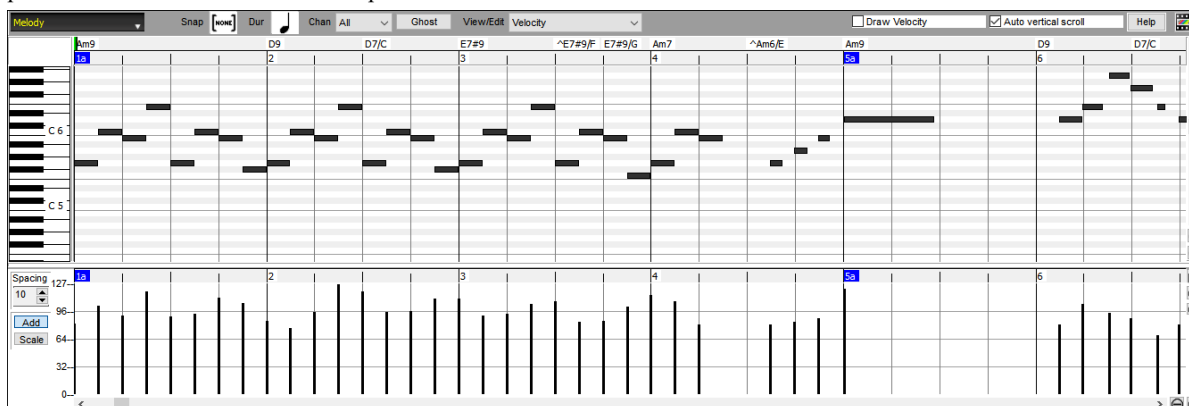 Melody Snap NONE Dur Chan All Ghost View/Edit Velocity Draw Velocity Auto vertical scroll Help
Am9 D9 D7/C E7#9 ^E7#9/F E7#9/G Am7 ^Am6/E Am9 D9 D7/C
1a 2 3 4 5a 6
C 6
C 5
Spacing 1a 2 3 4 5a 6
127
10
96
Add
Scale 64
32
0